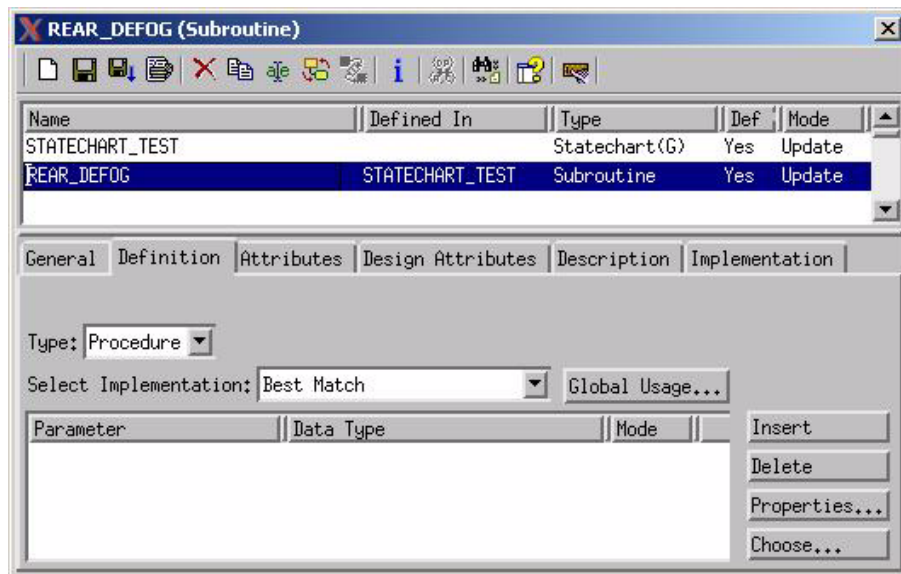 REAR_DEFOG (Subroutine)
Name Defined In Type Def Mode
STATECHART_TEST Statechart(G) Yes Update
REAR_DEFOG STATECHART_TEST Subroutine Yes Update
General Definition Attributes Design Attributes Description Implementation
Type: Procedure
Select Implementation: Best Match Global Usage...
Parameter Data Type Mode
Insert
Delete
Properties...
Choose...